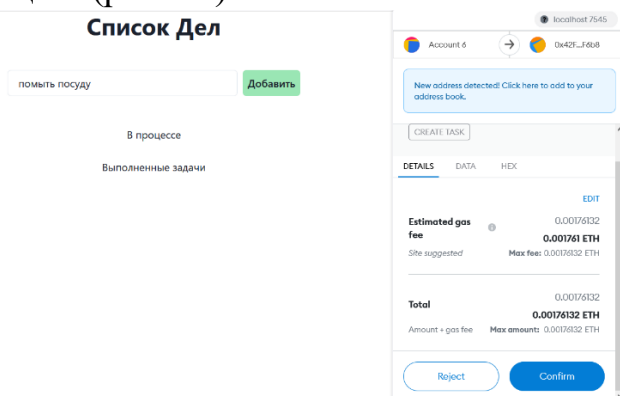 Список Дел
помыть посуду
Добавить
В процессе
Выполненные задачи
localhost 7545
Account 6
0x42F...F6b8
New address detected! Click here to add to your
address book.
CREATE TASK
DETAILS DATA HEX
EDIT
Estimated gas fee
0.00176132
0.001761 ETH
Site suggested
Max fee: 0.00176132 ETH
Total
0.00176132
0.00176132 ETH
Amount + gas fee
Max amount: 0.00176132 ETH
Reject
Confirm